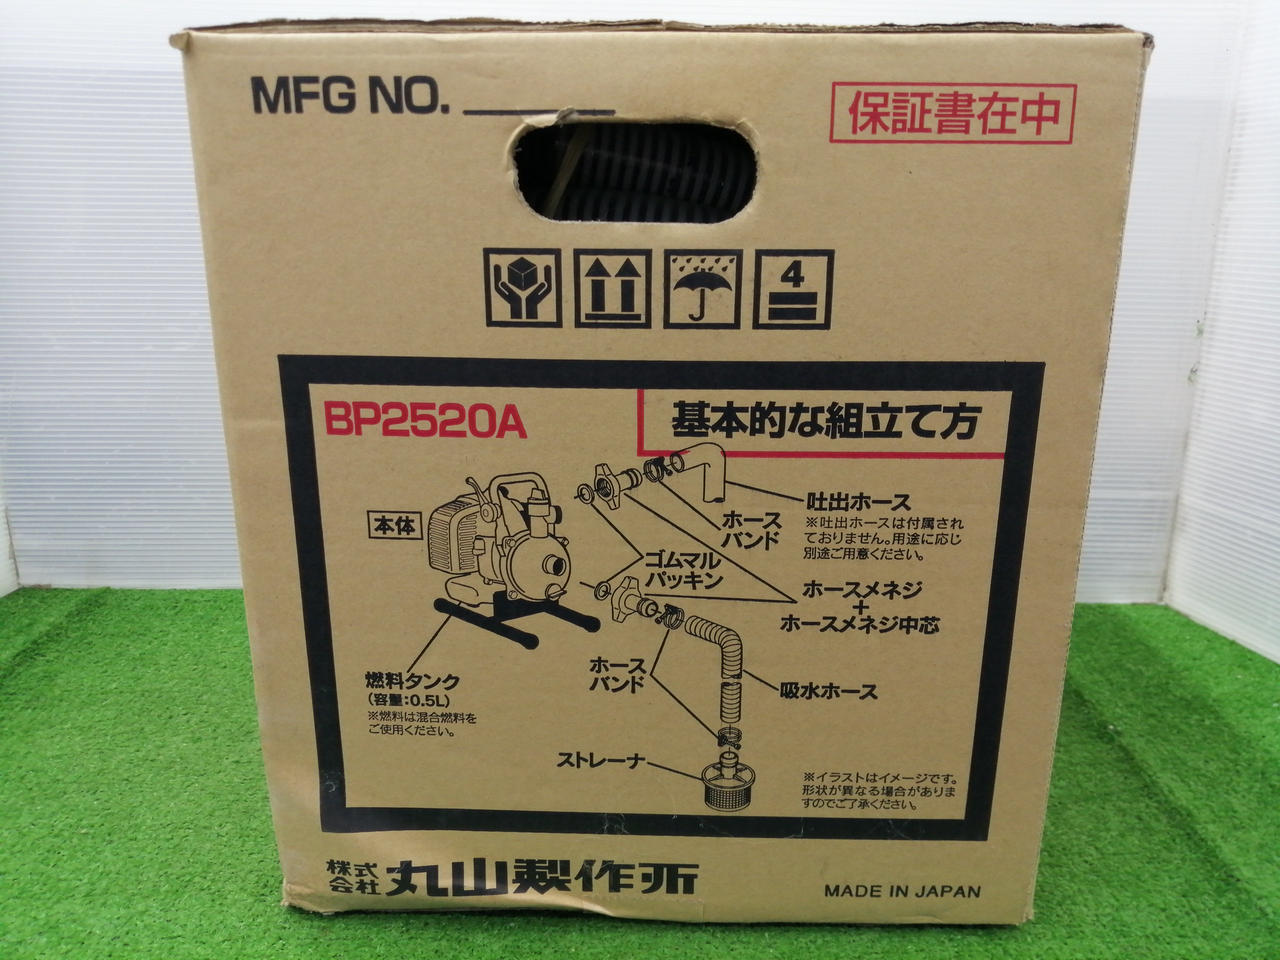 MFG NO.
保証書在中
4
BP2520A
基本的な組立て方
本体
吐出ホース
※吐出ホースは付属され
ておりません。用途に応じ
別途ご用意ください。
ホース
バンド
ゴムマル
パッキン
ホースメネジ
+
ホースメネジ中芯
燃料タンク
(容量:0.5L)
※燃料は混合燃料を
ご使用ください。
ホース
バンド
吸水ホース
ストレーナ
※イラストはイメージです。
形状が異なる場合がありま
すのでご了承ください。
株式会社 丸山製作所
MADE IN JAPAN